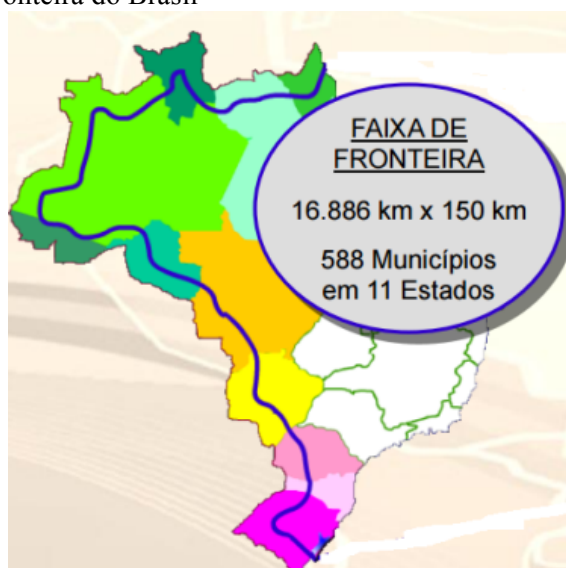 do Brasil
FAIXA DE
FRONTEIRA
16.886 km x 150 km
588 Municípios
em 11 Estados